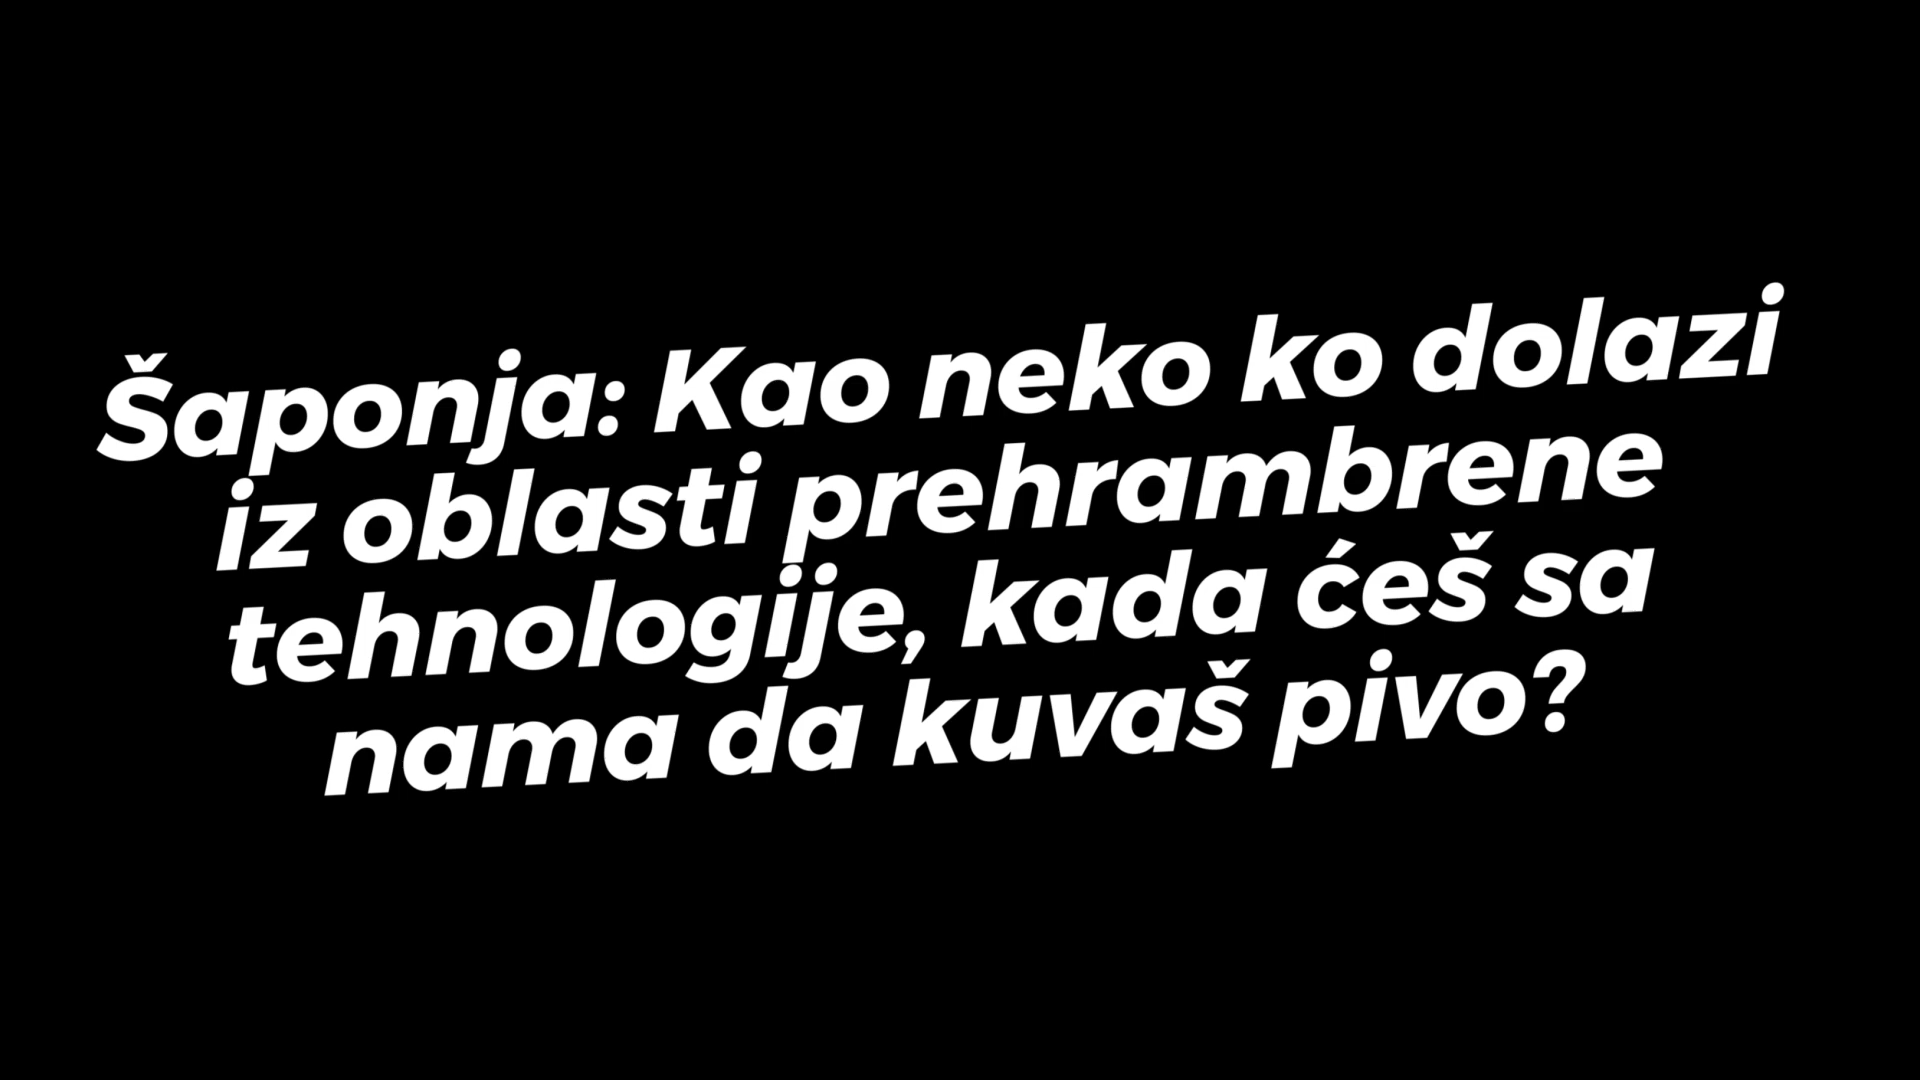 Šaponja: Kao neko ko dolazi
iz oblasti prehrambrene
tehnologije, kada ćeš sa
nama da kuvaš pivo?